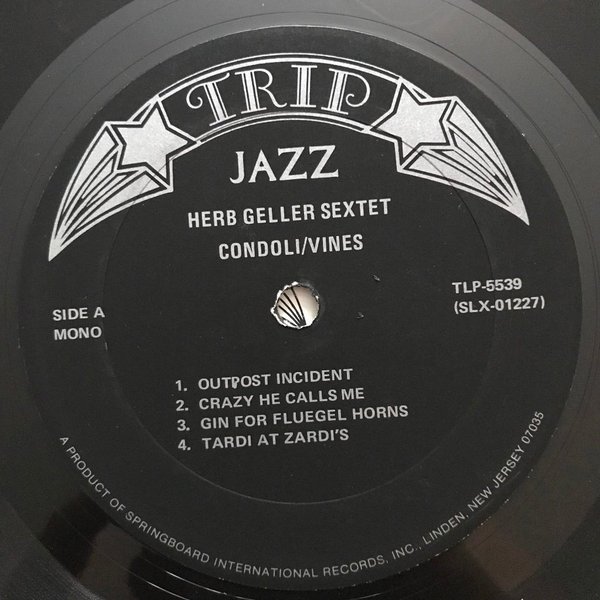 TRIP
JAZZ
HERB GELLER SEXTET
CONDOLI/VINES
SIDE A
MONO
TLP-5539
(SLX-01227)
1. OUTPOST INCIDENT
2. CRAZY HE CALLS ME
3. GIN FOR FLUEGEL HORNS
4. TARDI AT ZARDI'S
A PRODUCT OF SPRINGBOARD INTERNATIONAL RECORDS, INC., LINDEN, NEW JERSEY 07035